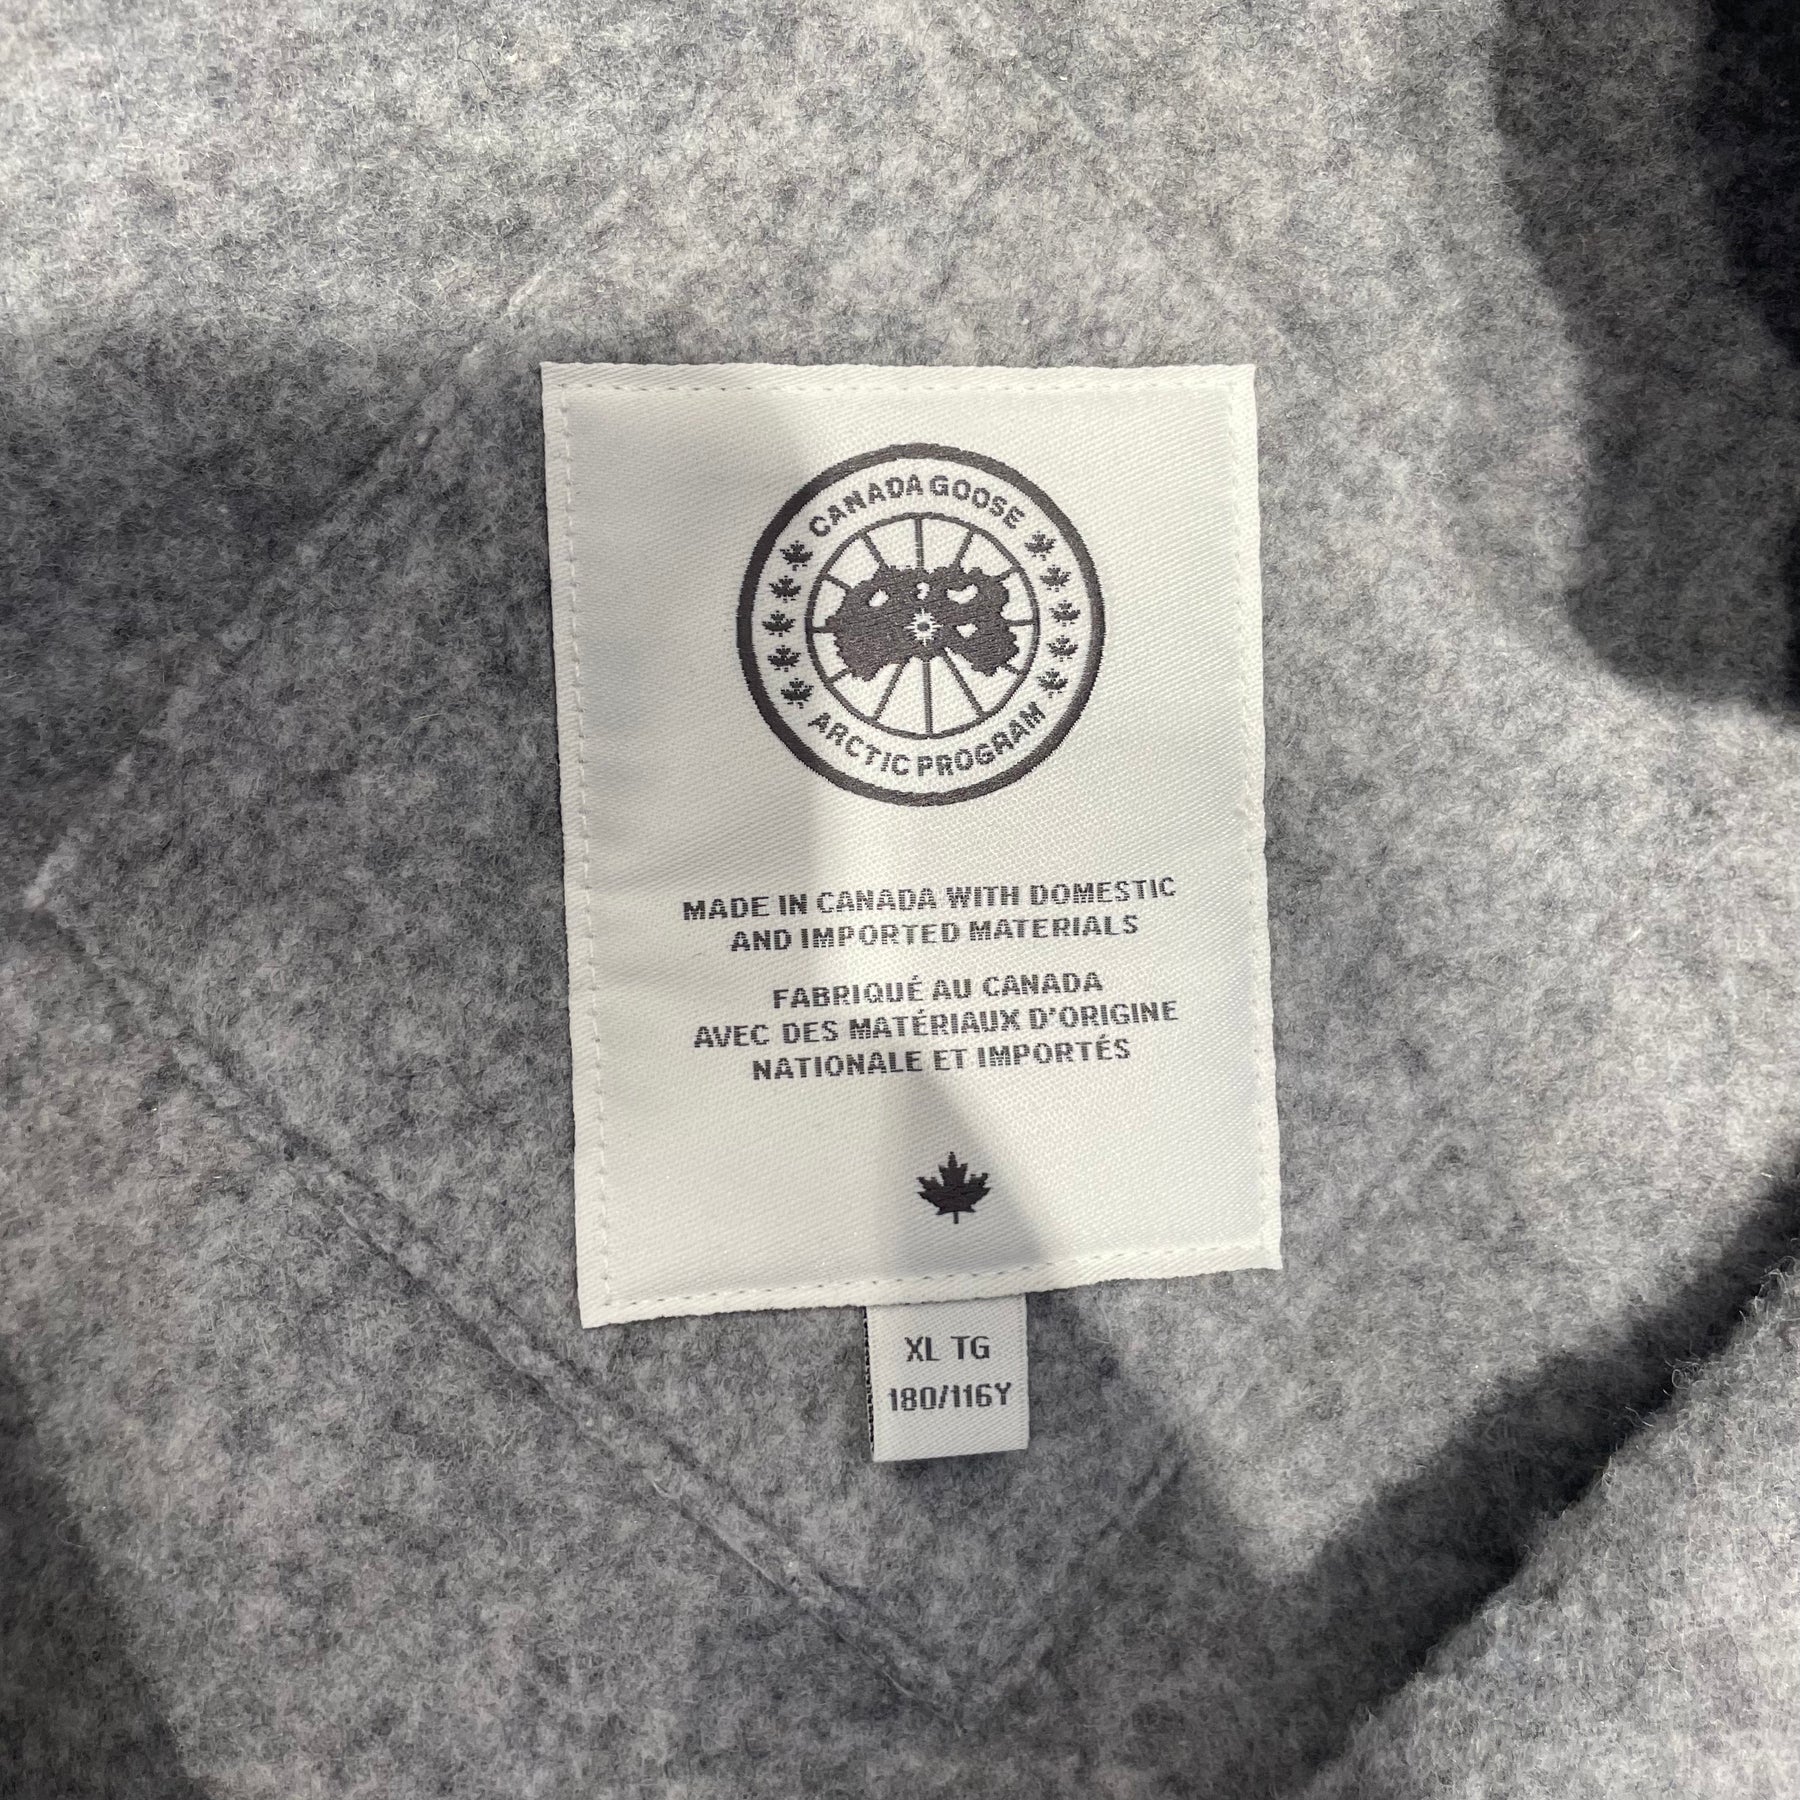 CANADA GOOSE
ARCTIC PROGRAM
MADE IN CANADA WITH DOMESTIC
AND IMPORTED MATERIALS
FABRIQUÉ AU CANADA
AVEC DES MATÉRIAUX D'ORIGINE
NATIONALE ET IMPORTÉS
XL TG
180/116Y